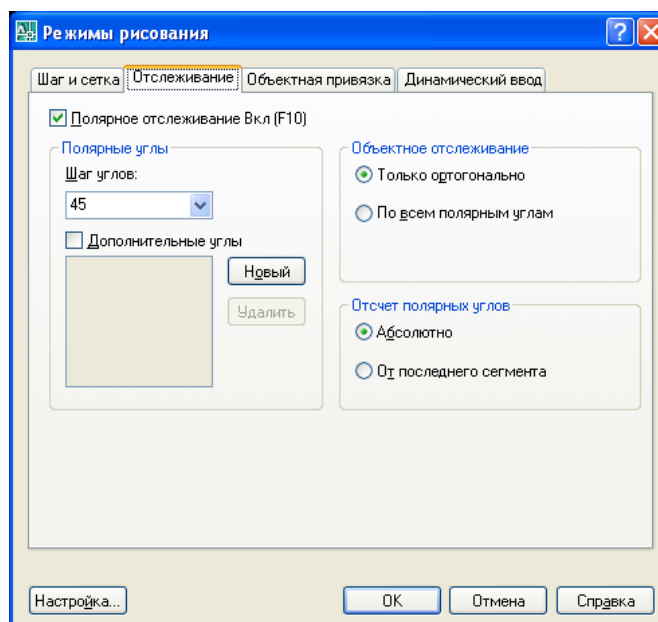 Режимы рисования
Шаг и сетка Отслеживание Объектная привязка Динамический ввод
Полярное отслеживание Вкл (F10)
Полярные углы
Шаг углов:
45
Дополнительные углы
Новый
Удалить
Объектное отслеживание
Только ортогонально
По всем полярным углам
Отсчет полярных углов
Абсолютно
От последнего сегмента
Настройка... OK Отмена Справка